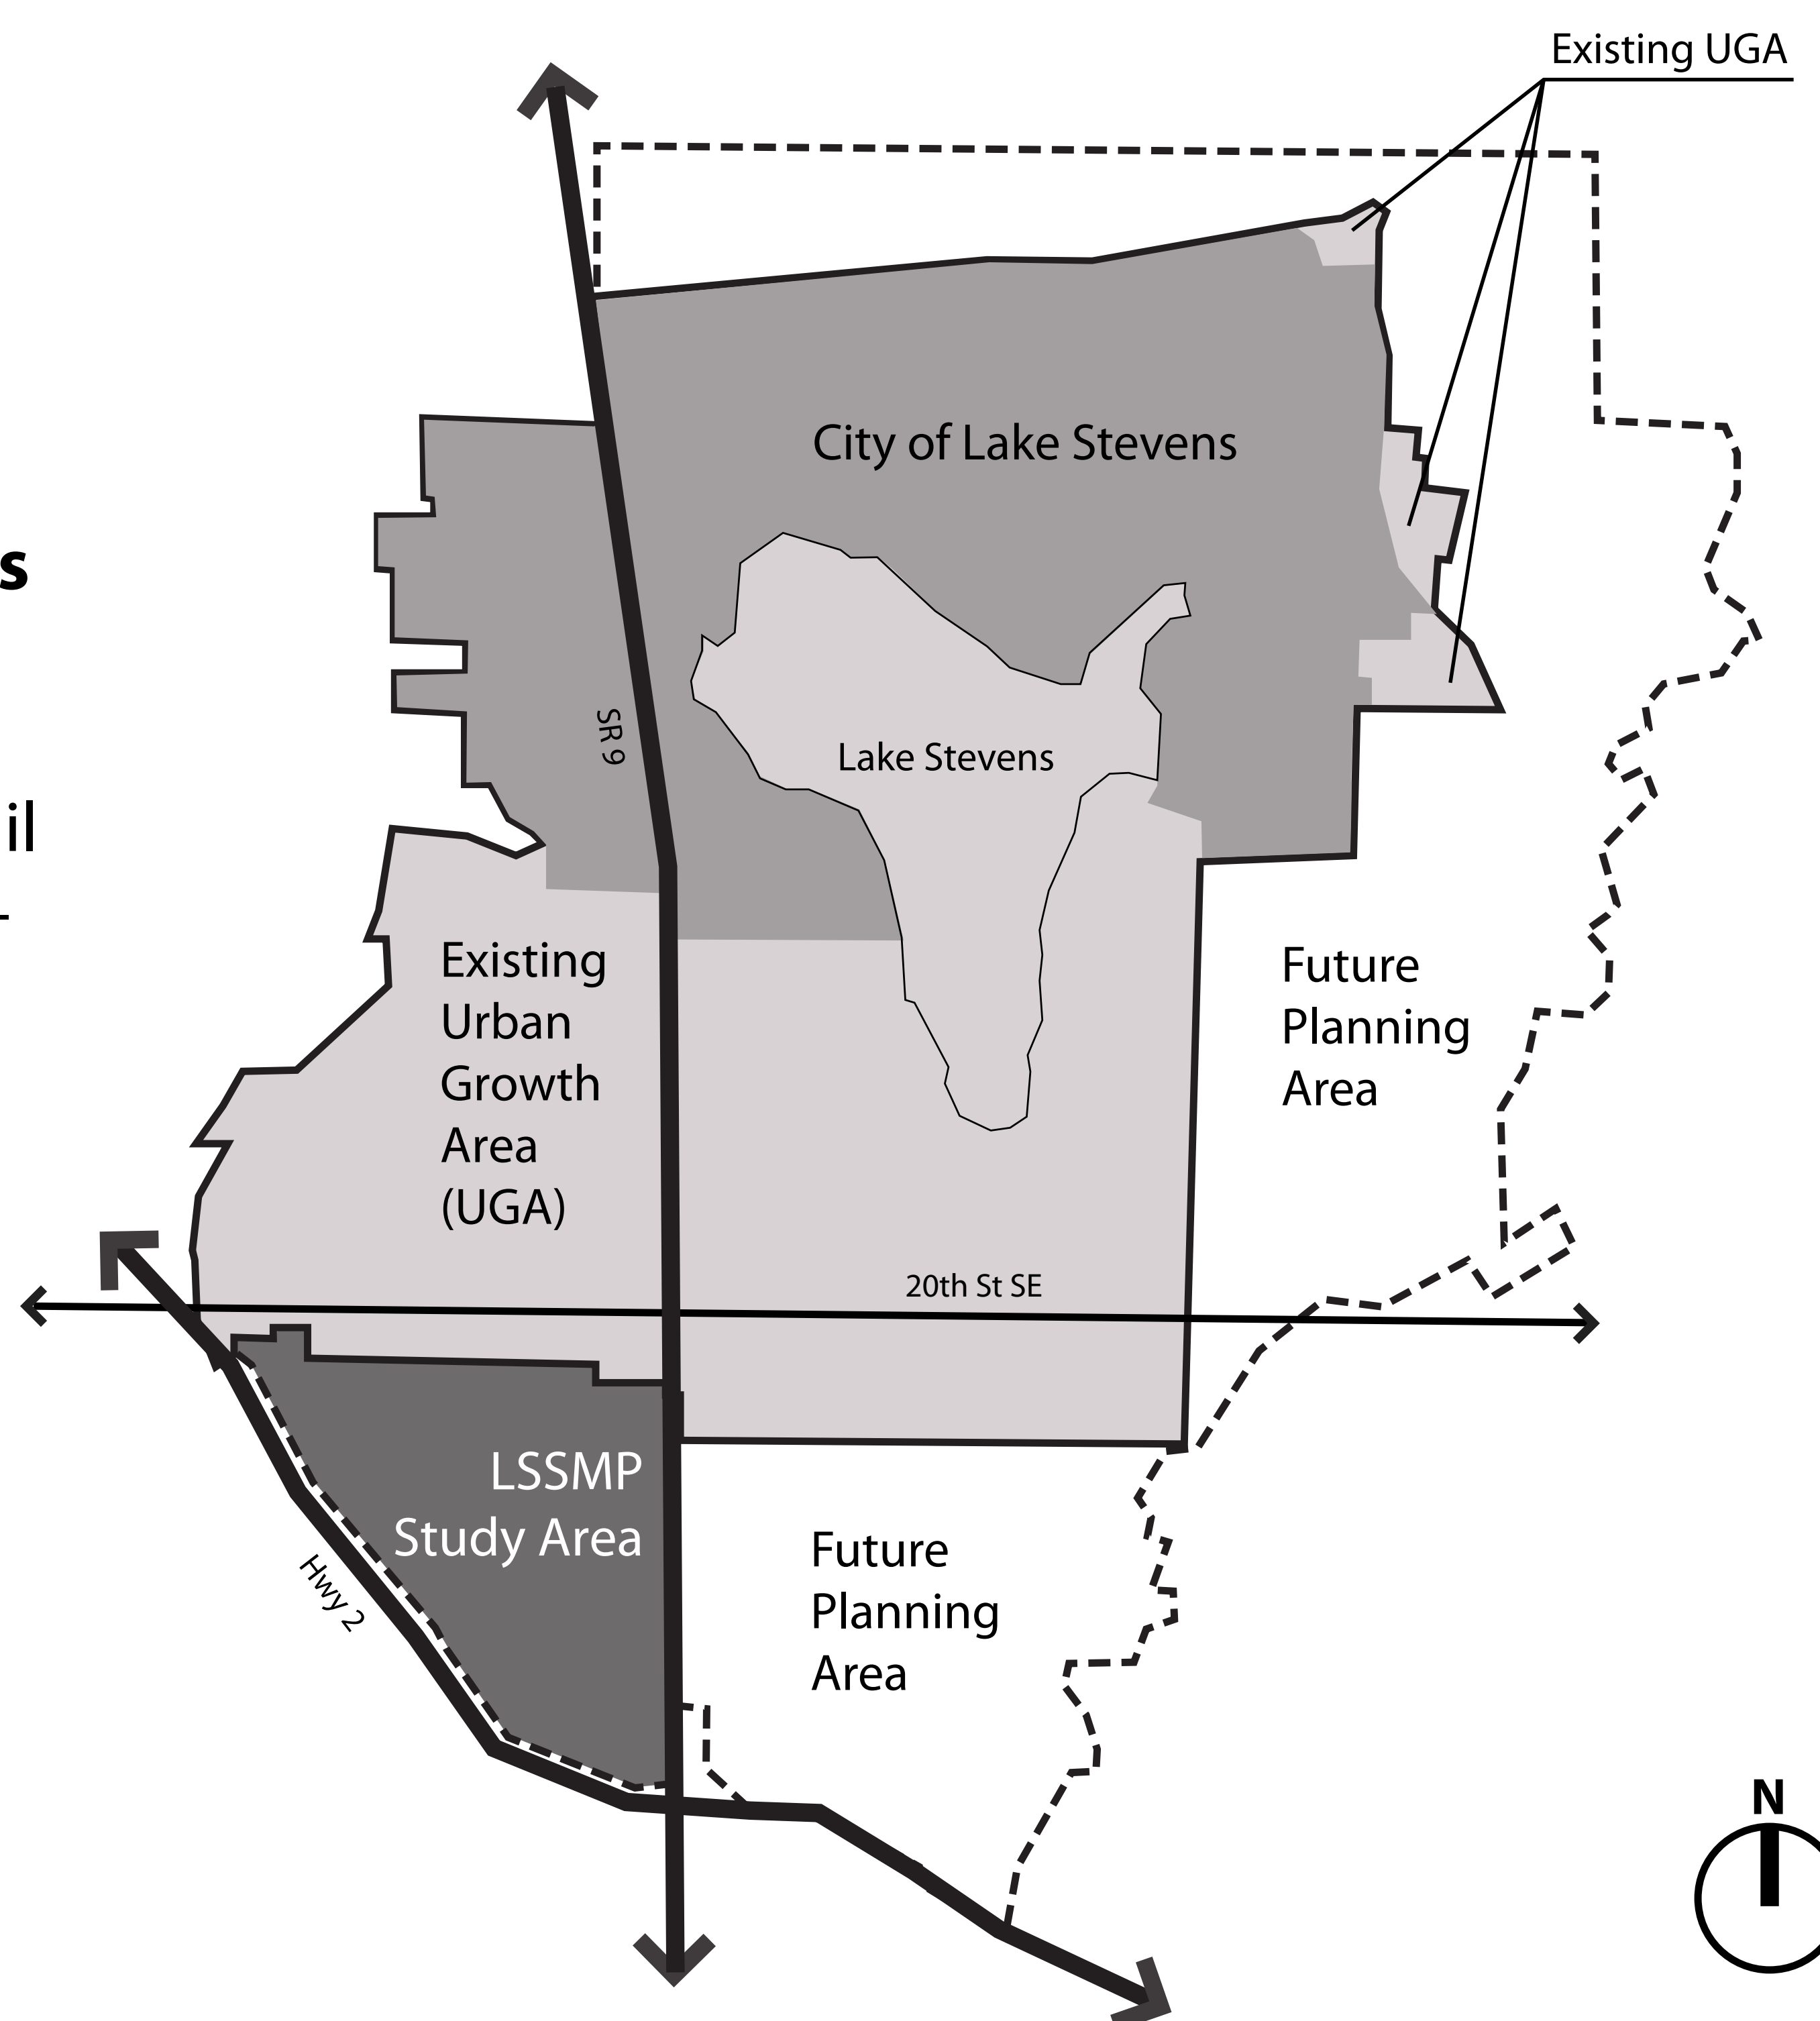 Existing UGA
City of Lake Stevens
s
SR 9
Lake Stevens
il
Existing
Urban
Growth
Area
(UGA)
Future
Planning
Area
20th St SE
LSSMP
Study Area
Hwy 2
Future
Planning
Area
N